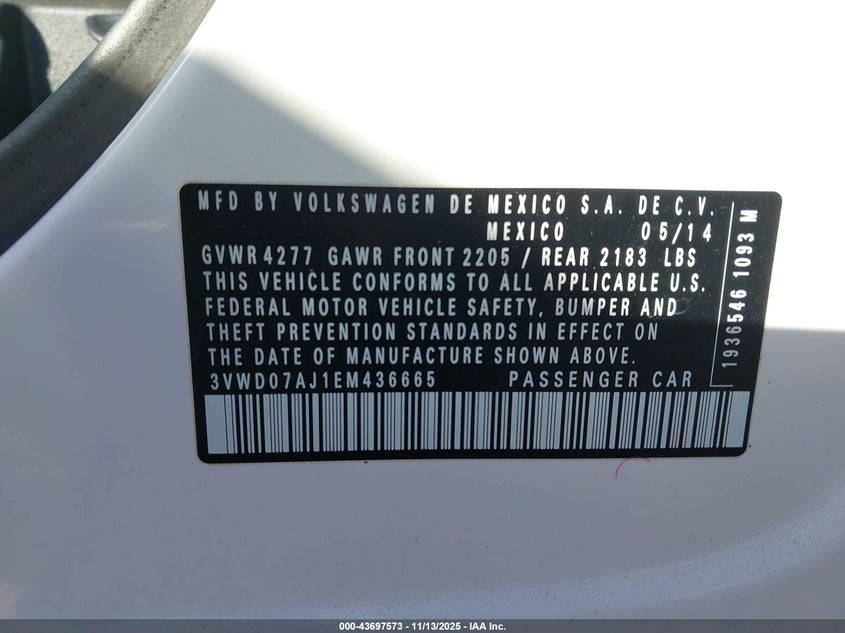 MFD BY VOLKSWAGEN DE MEXICO S.A. DE C.V.
MEXICO 05/14
GVWR 4277 GAWR FRONT 2205 / REAR 2183 LBS
THIS VEHICLE CONFORMS TO ALL APPLICABLE U.S.
FEDERAL MOTOR VEHICLE SAFETY, BUMPER AND
THEFT PREVENTION STANDARDS IN EFFECT ON
THE DATE OF MANUFACTURE SHOWN ABOVE.
3VWD07AJ1EM436665 PASSENGER CAR
1936546 1093 M
000-43697573 - 11/13/2025 - IAA Inc.